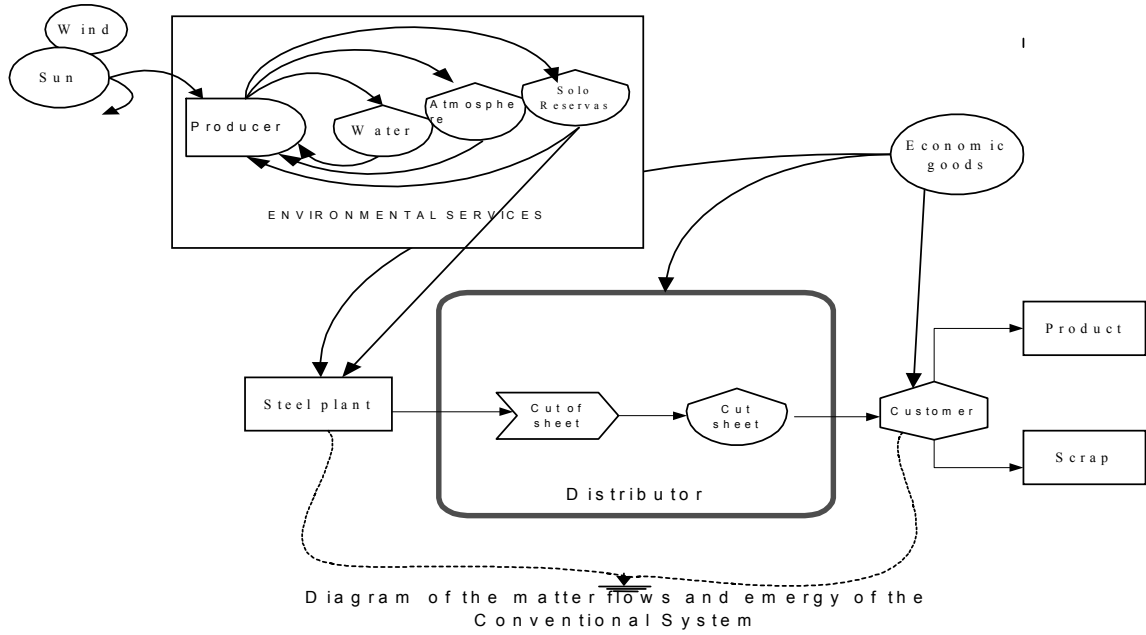 Wind
Sun
Producer
Water
Atmosphe
re
Solo
Reservas
ENVIRONMENTAL SERVICES
Economic
goods
Steel plant
Cut of
sheet
Cut
sheet
Distributor
Customer
Product
Scrap
Diagram of the matter flows and emergy of the
Conventional System